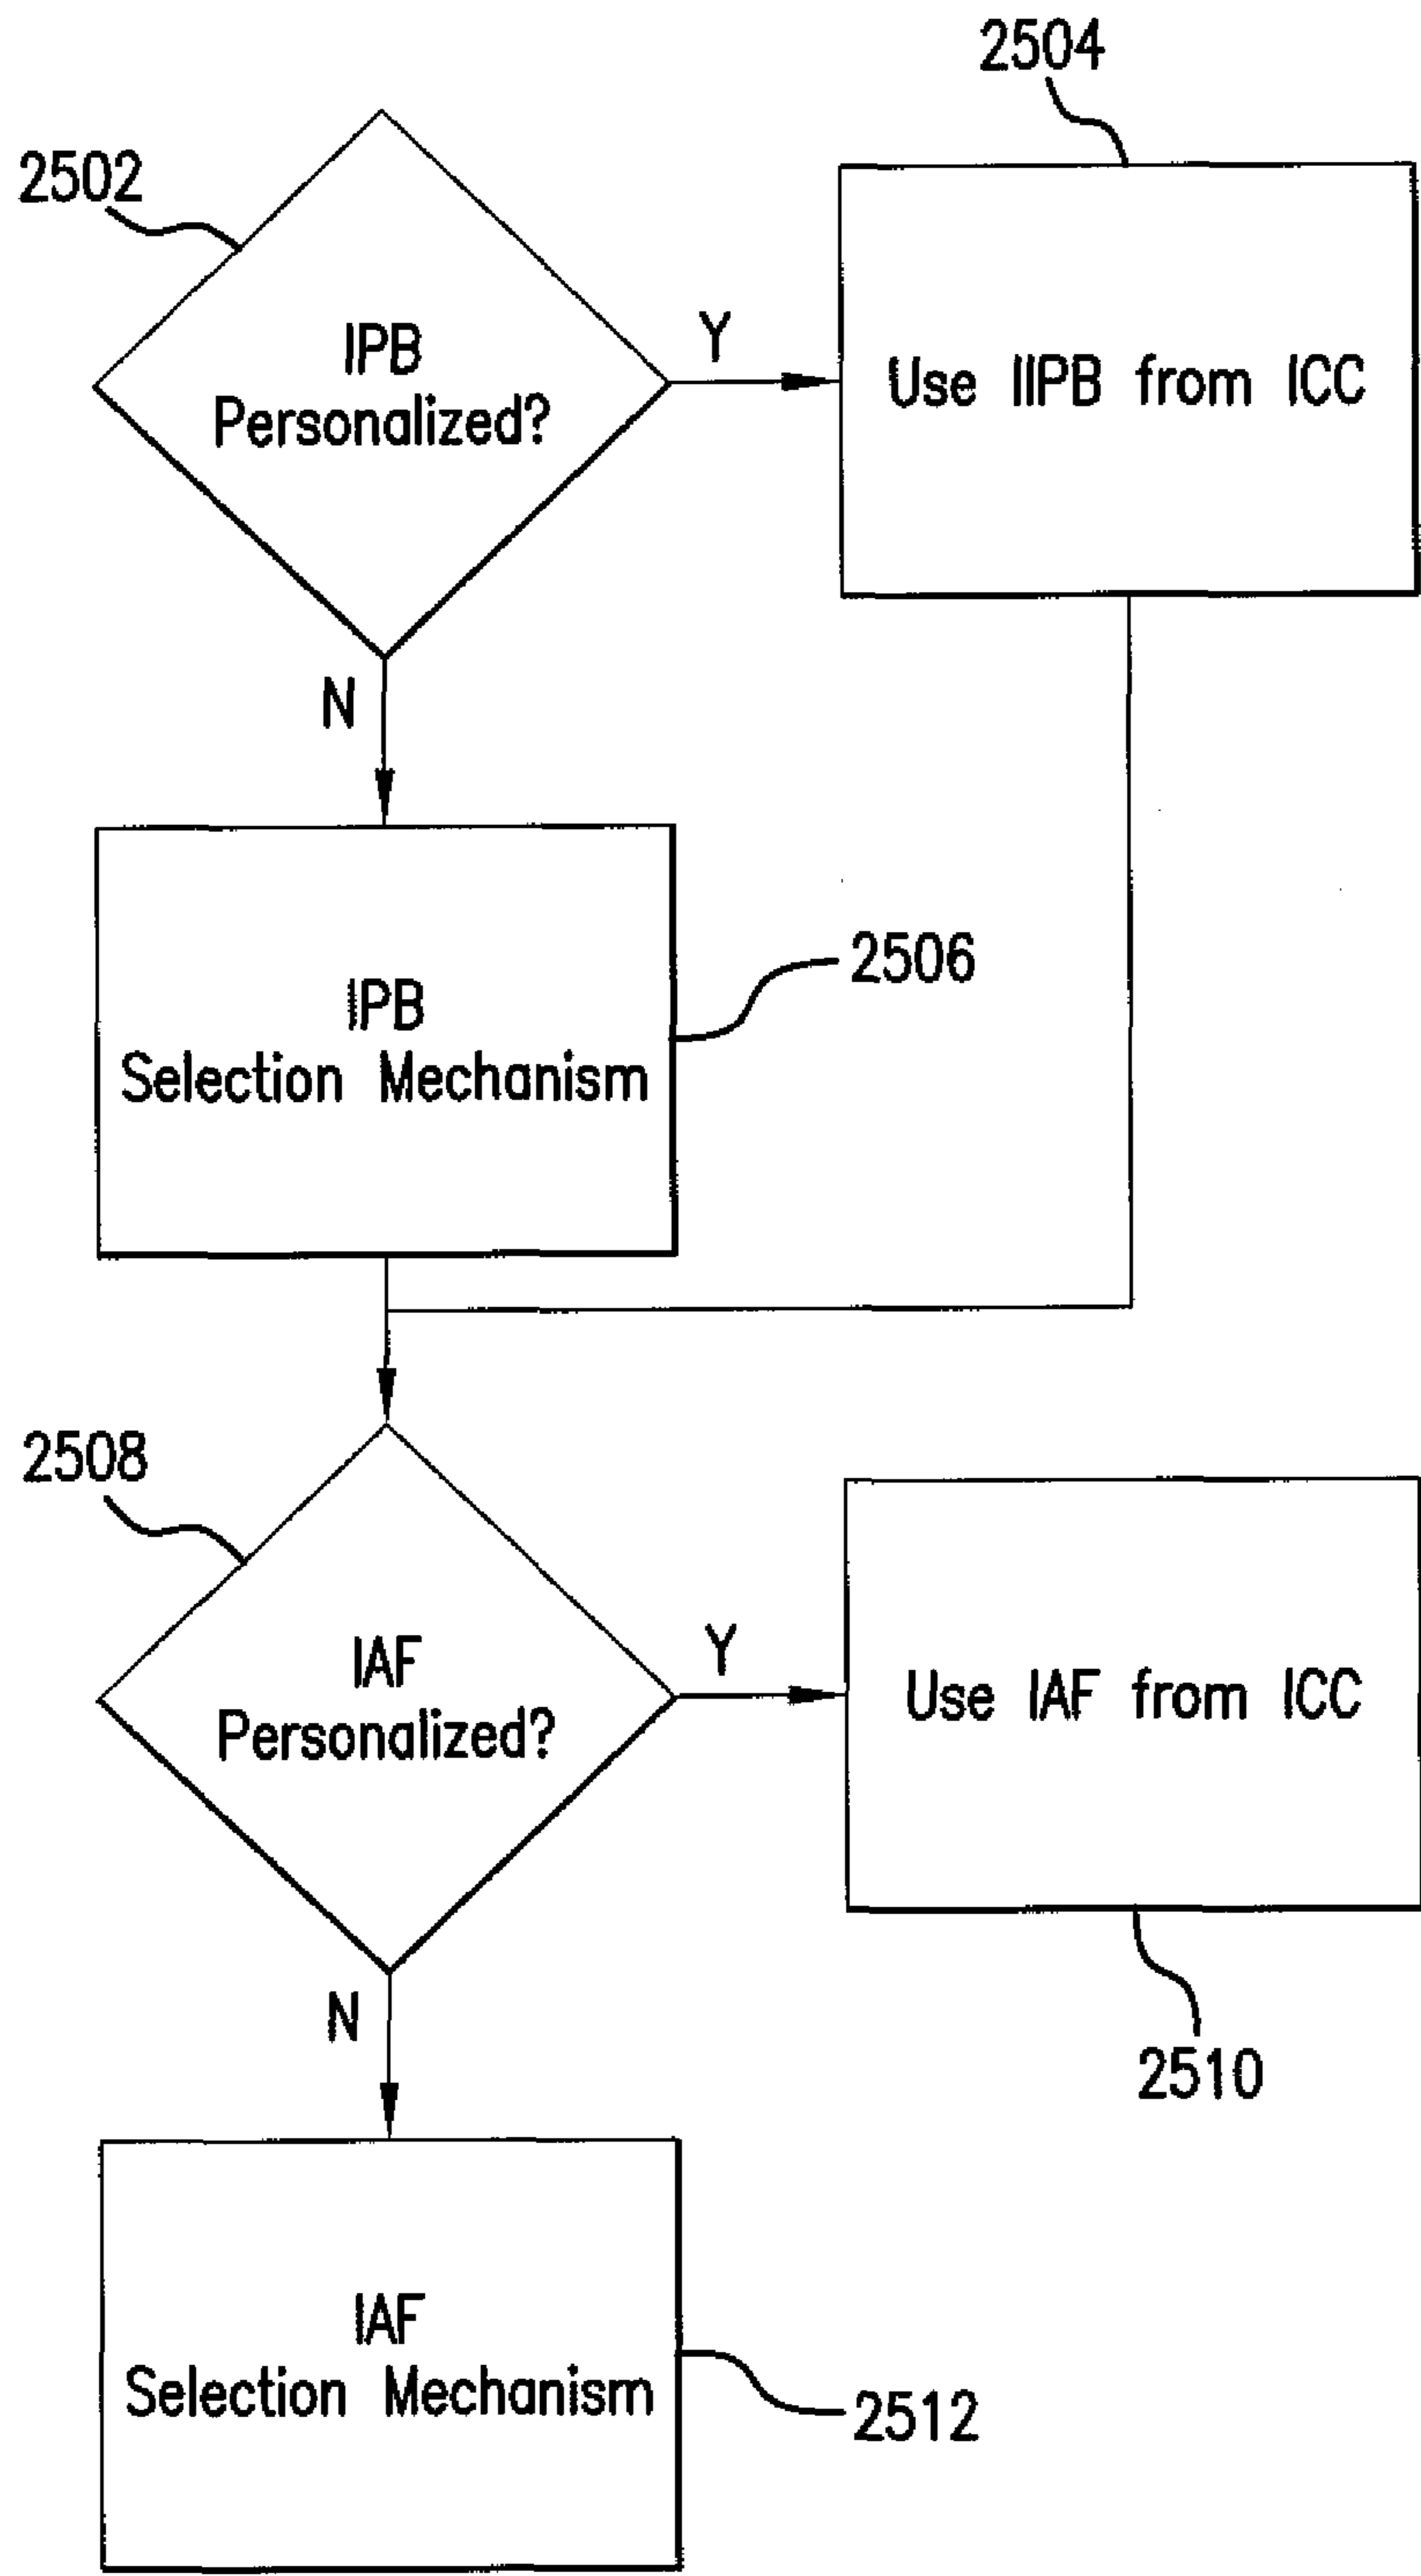 2504
2502
IPB
Personalized?
Y
Use IIPB from ICC
N
2506
IPB
Selection Mechanism
2508
IAF
Personalized?
Y
Use IAF from ICC
N
2510
IAF
Selection Mechanism
2512